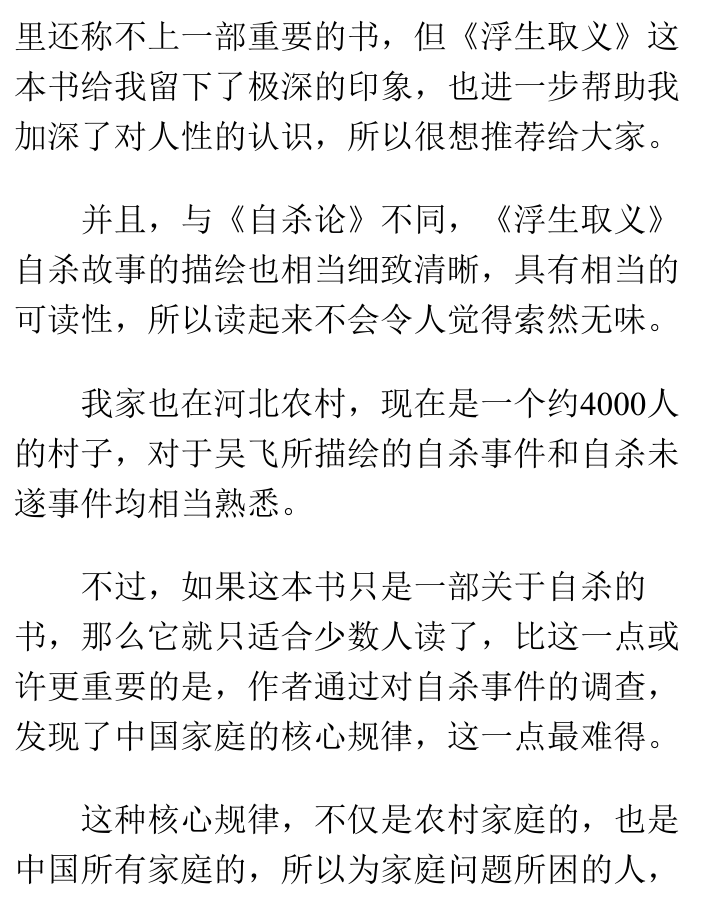 里还称不上一部重要的书，但《浮生取义》这
本书给我留下了极深的印象，也进一步帮助我
加深了对人性的认识，所以很想推荐给大家。
并且，与《自杀论》不同，《浮生取义》
自杀故事的描绘也相当细致清晰，具有相当的
可读性，所以读起来不会令人觉得索然无味。
我家也在河北农村，现在是一个约4000人
的村子，对于吴飞所描绘的自杀事件和自杀未
遂事件均相当熟悉。
不过，如果这本书只是一部关于自杀的
书，那么它就只适合少数人读了，比这一点或
许更重要的是，作者通过对自杀事件的调查，
发现了中国家庭的核心规律，这一点最难得。
这种核心规律，不仅是农村家庭的，也是
中国所有家庭的，所以为家庭问题所困的人，